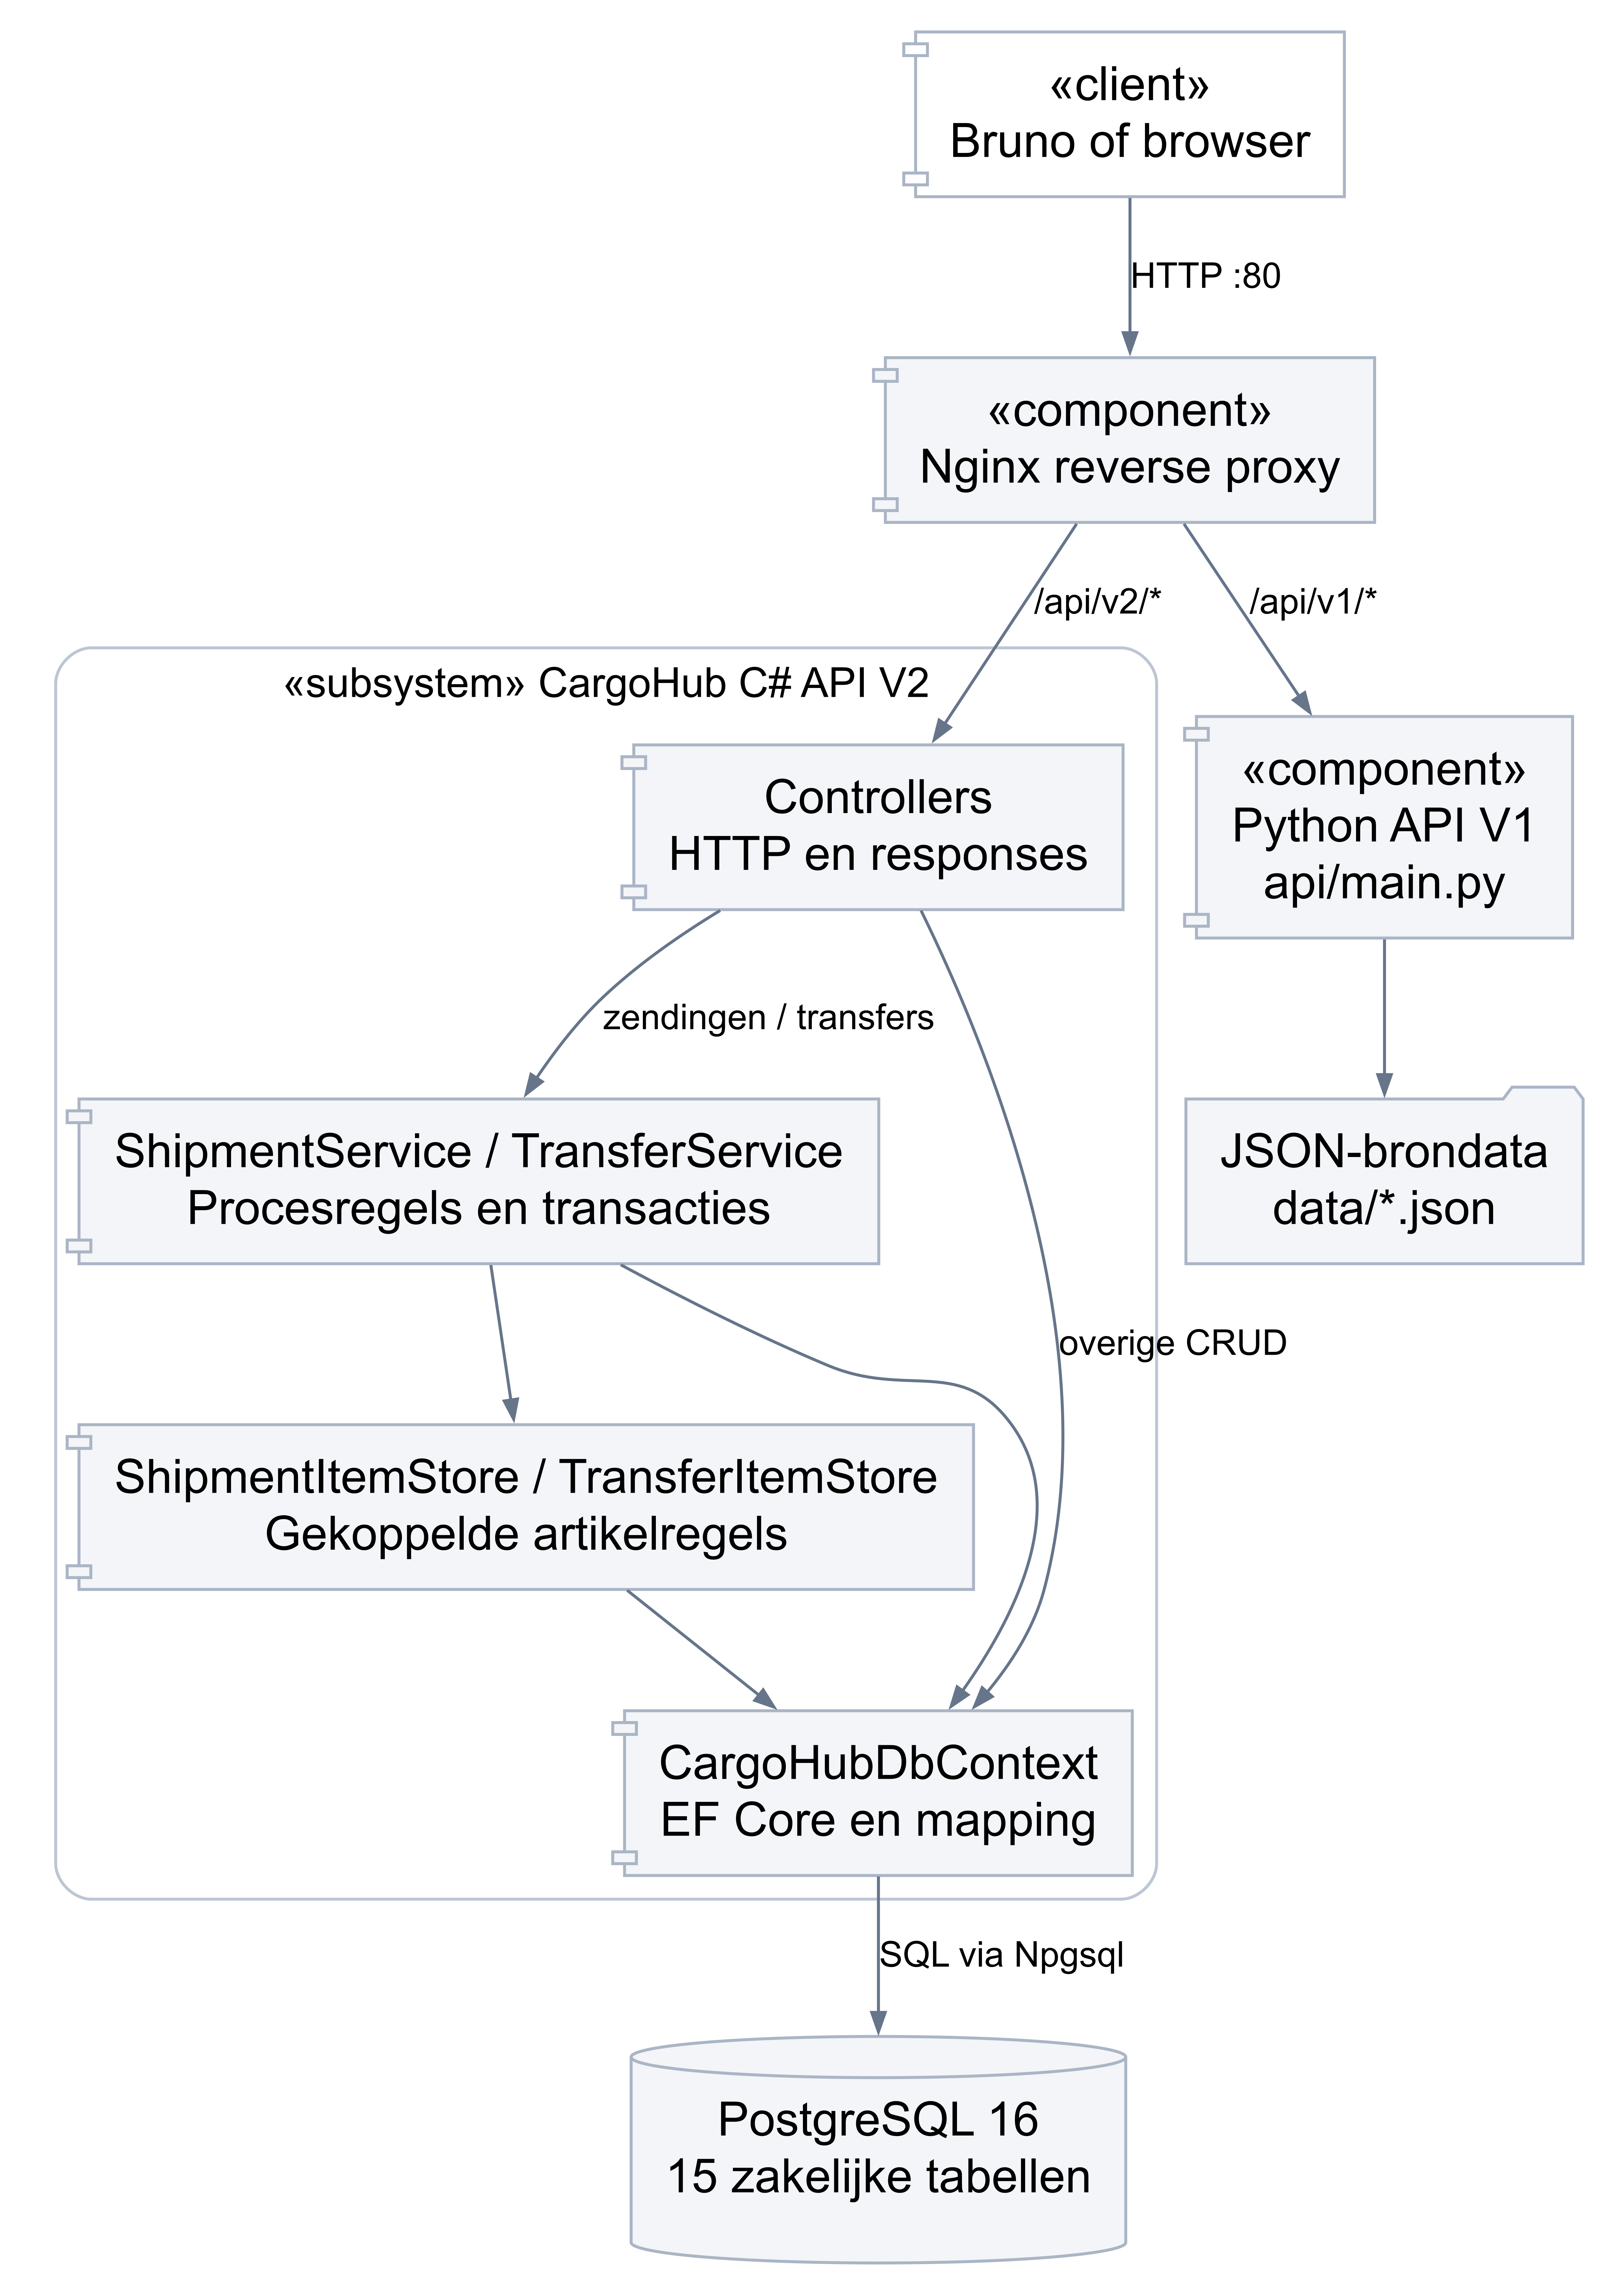 «client»
Bruno of browser
HTTP :80
«component»
Nginx reverse proxy
/api/v2/*
/api/v1/*
«subsystem» CargoHub C# API V2
Controllers
HTTP en responses
«component»
Python API V1
api/main.py
zendingen / transfers
ShipmentService / TransferService
Procesregels en transacties
JSON-brondata
data/*.json
overige CRUD
ShipmentItemStore / TransferItemStore
Gekoppelde artikelregels
CargoHubDbContext
EF Core en mapping
SQL via Npgsql
PostgreSQL 16
15 zakelijke tabellen